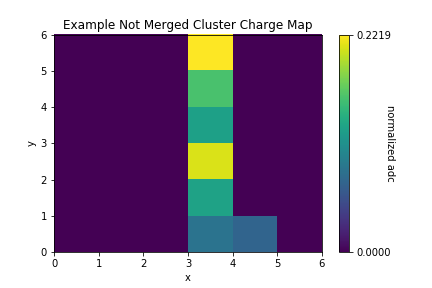 Example Not Merged Cluster Charge Map
6
5
4
3
2
1
0
y
0 1 2 3 4 5 6
x
0.2219
0.0000
normalized adc